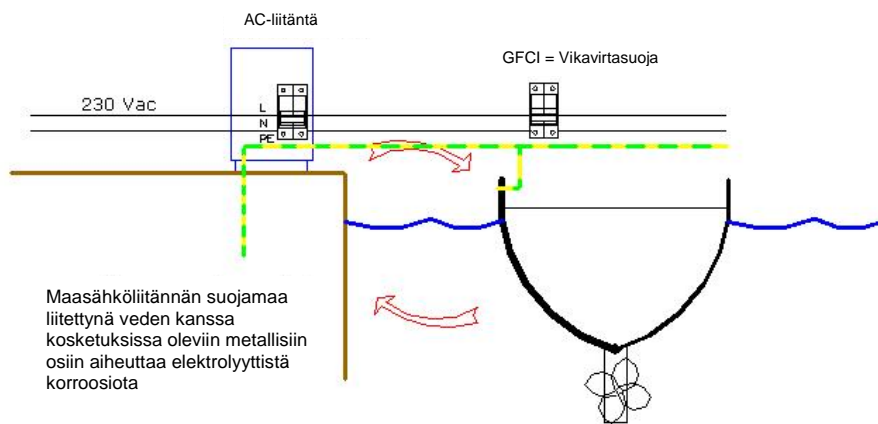 AC-liitäntä
GFCI = Vikavirtasuoja
230 Vac
L
N
PE
Maasähköliitännän suojamaa
liitettynä veden kanssa
kosketuksissa oleviin metallisiin
osiin aiheuttaa elektrolyyttistä
korroosiota